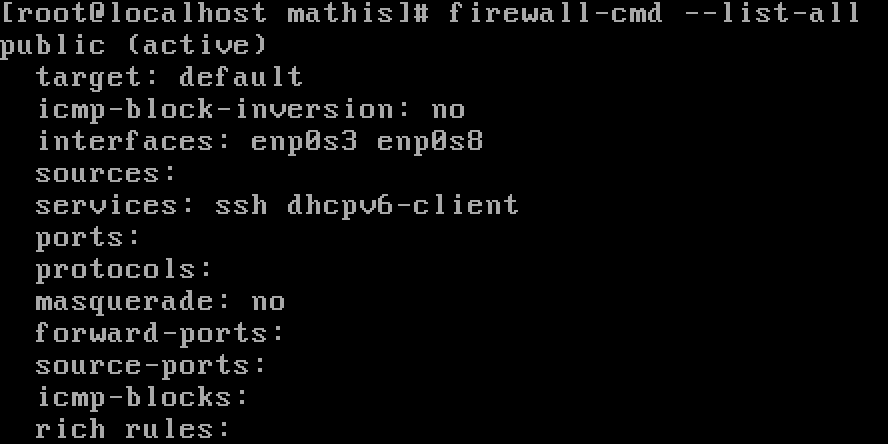 [root@localhost mathis]# firewall-cmd --list-all
public (active)
  target: default
  icmp-block-inversion: no
  interfaces: enp0s3 enp0s8
  sources:
  services: ssh dhcpv6-client
  ports:
  protocols:
  masquerade: no
  forward-ports:
  source-ports:
  icmp-blocks:
  rich rules: